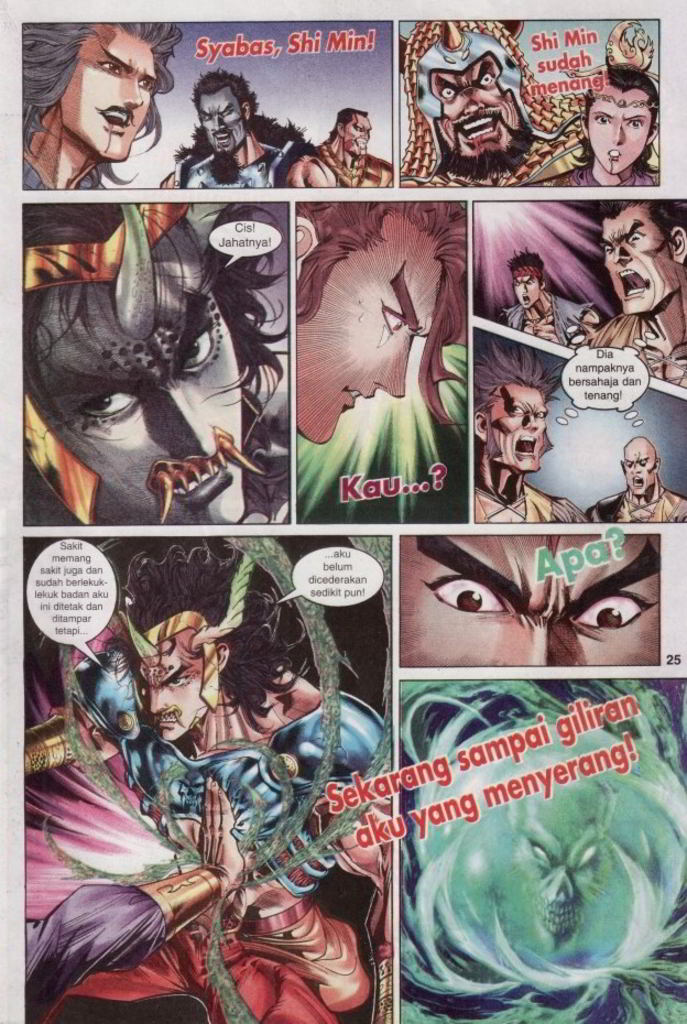 Syabas, Shi Min!
Shi Min
sudah
menang!
Cis!
Jahatnya!
Kau...?
Dia
nampaknya
bersahaja dan
tenang!
Sakit
memang
sakit juga dan
sudah berlekuk-
lekuk badan aku
ini ditetak dan
ditampar
tetapi...
...aku
belum
dicederakan
sedikit pun!
Apa?
25
Sekarang sampai giliran
aku yang menyerang!